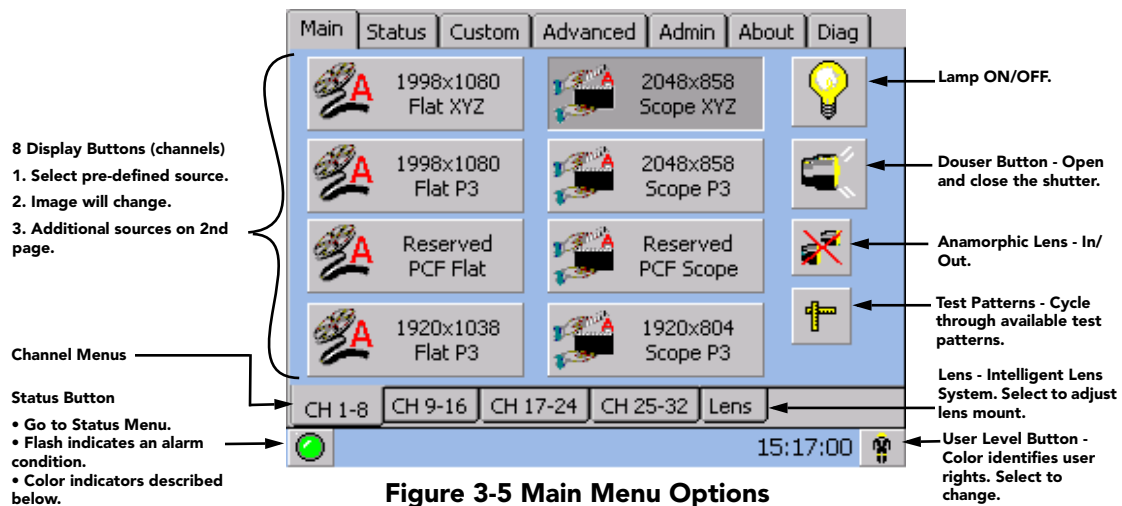 Main Status Custom Advanced Admin About Diag
1998x1080
Flat XYZ
2048x858
Scope XYZ
1998x1080
Flat P3
2048x858
Scope P3
Reserved
PCF Flat
Reserved
PCF Scope
1920x1038
Flat P3
1920x804
Scope P3
A
A
A
A
A
A
A
A
CH 1-8 CH 9-16 CH 17-24 CH 25-32 Lens
15:17:00
8 Display Buttons (channels)
1. Select pre-defined source.
2. Image will change.
3. Additional sources on 2nd
page.
Channel Menus
Status Button
• Go to Status Menu.
• Flash indicates an alarm
condition.
• Color indicators described
below.
Lamp ON/OFF.
Douser Button - Open
and close the shutter.
Anamorphic Lens - In/
Out.
Test Patterns - Cycle
through available test
patterns.
Lens - Intelligent Lens
System. Select to adjust
lens mount.
User Level Button -
Color identifies user
rights. Select to
change.
Figure 3-5 Main Menu Options